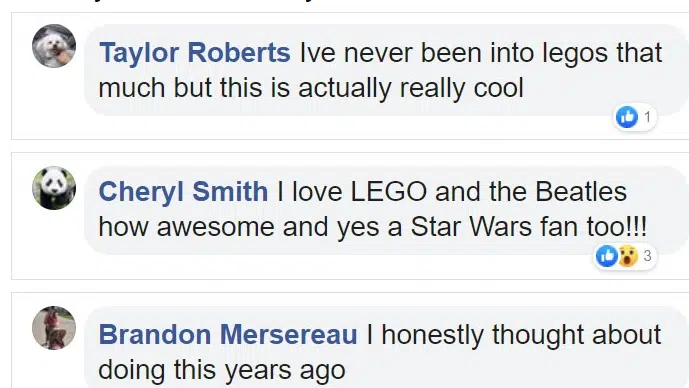 Taylor Roberts Ive never been into legos that
much but this is actually really cool
1
Cheryl Smith I love LEGO and the Beatles
how awesome and yes a Star Wars fan too!!!
3
Brandon Mersereau I honestly thought about
doing this years ago